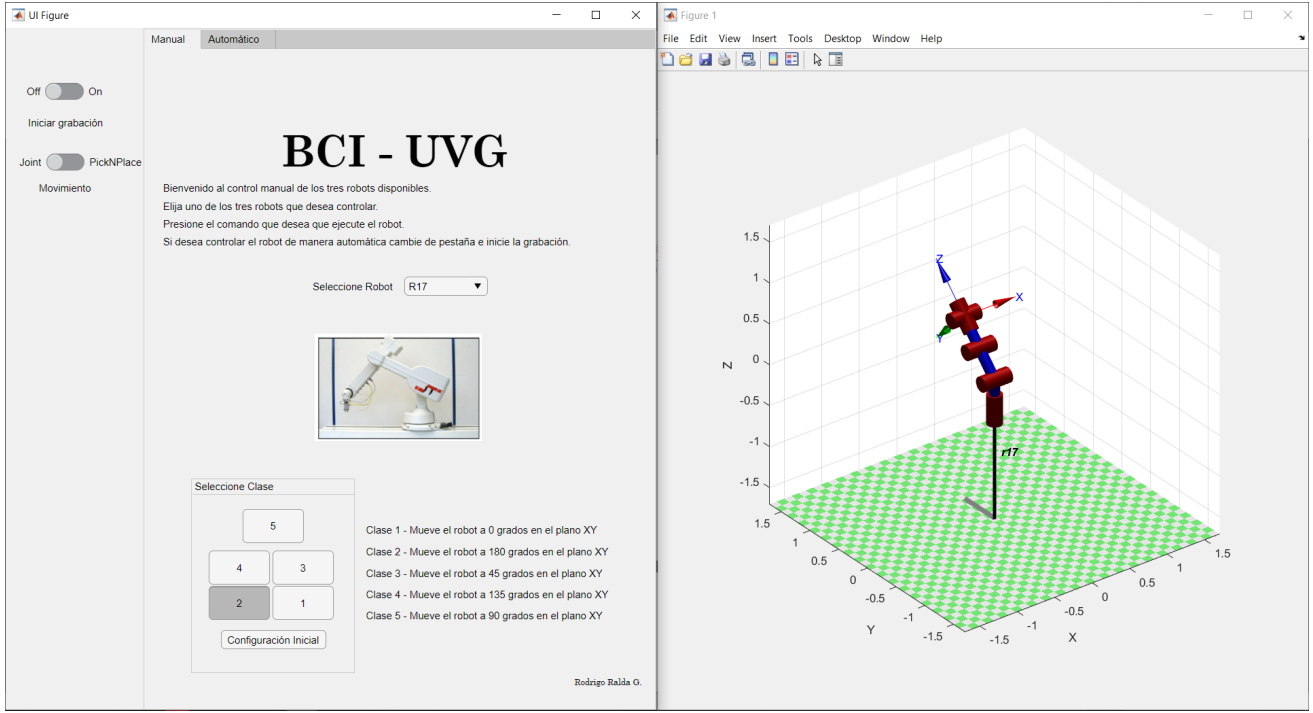 UI Figure
Manual Automático
Off On
Iniciar grabación
Joint PickNPlace
Movimiento
BCI - UVG
Bienvenido al control manual de los tres robots disponibles.
Elija uno de los tres robots que desea controlar.
Presione el comando que desea que ejecute el robot.
Si desea controlar el robot de manera automática cambie de pestaña e inicie la grabación.
Seleccione Robot R17
Seleccione Clase
5
4 3
2 1
Configuración Inicial
Clase 1 - Mueve el robot a 0 grados en el plano XY
Clase 2 - Mueve el robot a 180 grados en el plano XY
Clase 3 - Mueve el robot a 45 grados en el plano XY
Clase 4 - Mueve el robot a 135 grados en el plano XY
Clase 5 - Mueve el robot a 90 grados en el plano XY
Rodrigo Ralda G.
Figure 1
File Edit View Insert Tools Desktop Window Help
1.5
1
0.5
0
-0.5
-1
-1.5
Z
Z
X
Y
r17
1.5
1
0.5
0
-0.5
-1
-1.5
Y
-1.5
-1
-0.5
0
0.5
1
1.5
X